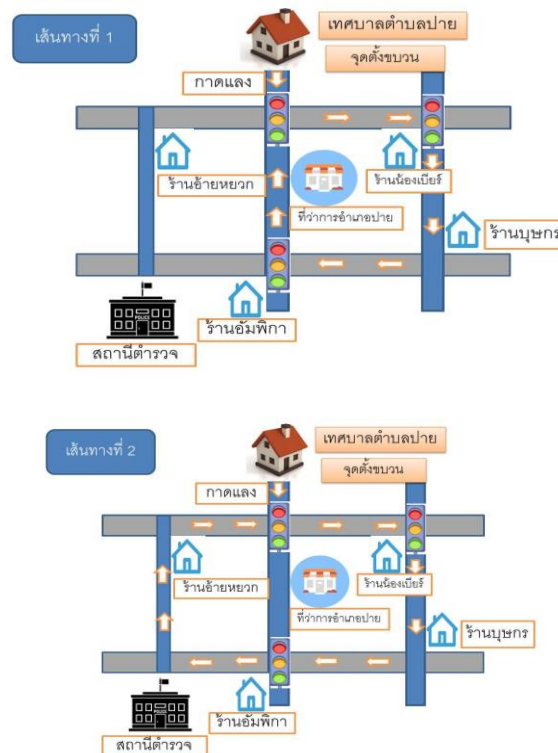 เส้นทางที่ 1
เทศบาลตำบลปาย
จุดตั้งขบวน
กาดแลง
ร้านอ้ายหยวก
ร้านน้องเบียร์
ที่ว่าการอำเภอปาย
ร้านบุษกร
POLICE
ร้านอัมพิกา
สถานีตำรวจ
เส้นทางที่ 2
เทศบาลตำบลปาย
จุดตั้งขบวน
กาดแลง
ร้านอ้ายหยวก
ร้านน้องเบียร์
ที่ว่าการอำเภอปาย
ร้านบุษกร
POLICE
ร้านอัมพิกา
สถานีตำรวจ